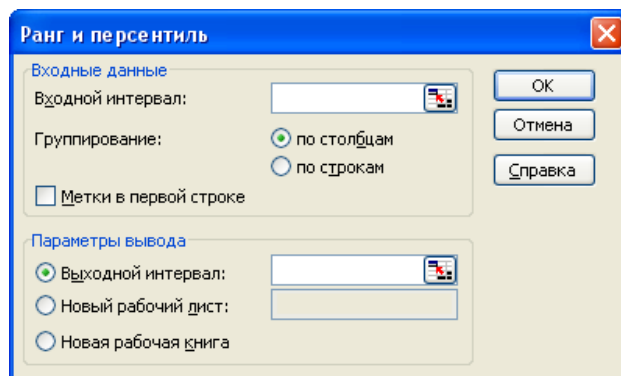 Ранг и персентиль
Входные данные
Входной интервал:
Группирование:
по столбцам
по строкам
Метки в первой строке
OK
Отмена
Справка
Параметры вывода
Выходной интервал:
Новый рабочий лист:
Новая рабочая книга